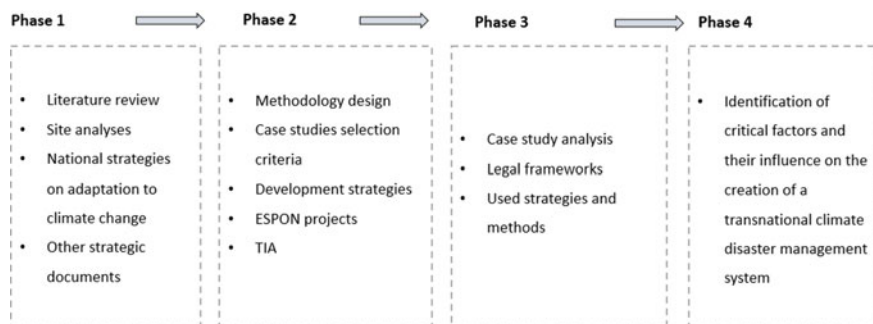 Phase 1
Phase 2
Phase 3
Phase 4
• Literature review
• Site analyses
• National strategies
on adaptation to
climate change
• Other strategic
documents
• Methodology design
• Case studies selection
criteria
• Development strategies
• ESPON projects
• TIA
• Case study analysis
• Legal frameworks
• Used strategies and
methods
• Identification of
critical factors and
their influence on the
creation of a
transnational climate
disaster management
system